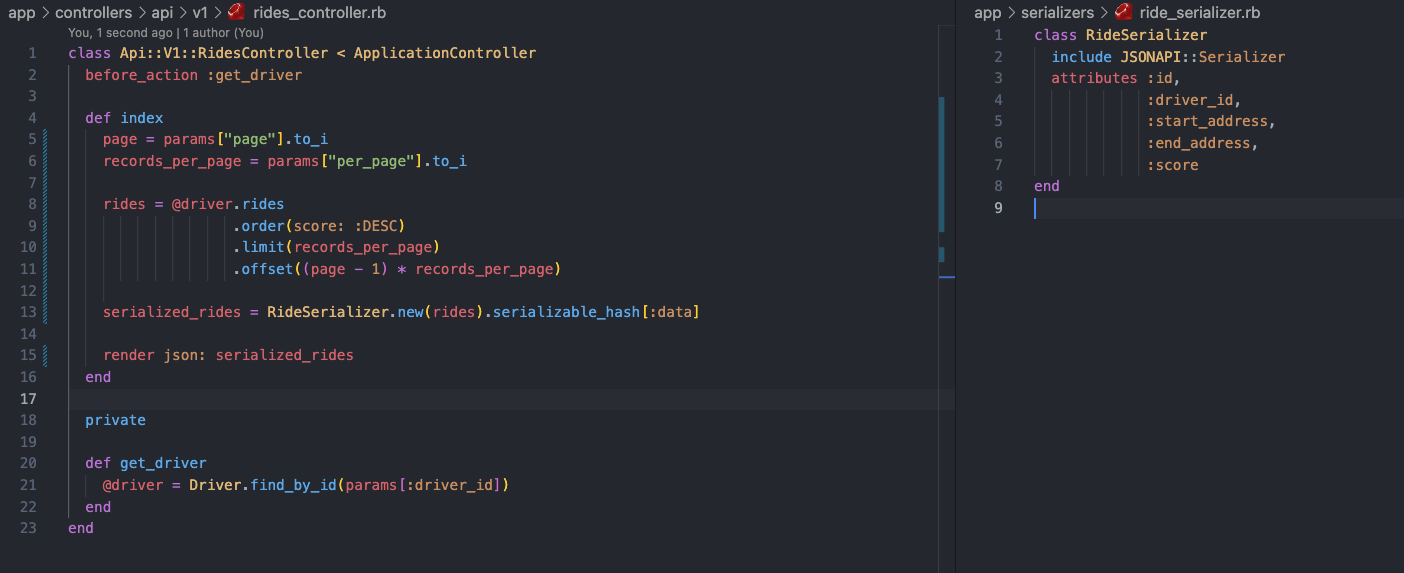 app > controllers > api > v1 > rides_controller.rb
You, 1 second ago | 1 author (You)
1 class Api::V1::RidesController < ApplicationController
2   before_action :get_driver
3
4   def index
5     page = params["page"].to_i
6     records_per_page = params["per_page"].to_i
7
8     rides = @driver.rides
9                    .order(score: :DESC)
10                    .limit(records_per_page)
11                    .offset((page - 1) * records_per_page)
12
13     serialized_rides = RideSerializer.new(rides).serializable_hash[:data]
14
15     render json: serialized_rides
16   end
17
18   private
19
20   def get_driver
21     @driver = Driver.find_by_id(params[:driver_id])
22   end
23 end
app > serializers > ride_serializer.rb
1 class RideSerializer
2   include JSONAPI::Serializer
3   attributes :id,
4              :driver_id,
5              :start_address,
6              :end_address,
7              :score
8 end
9